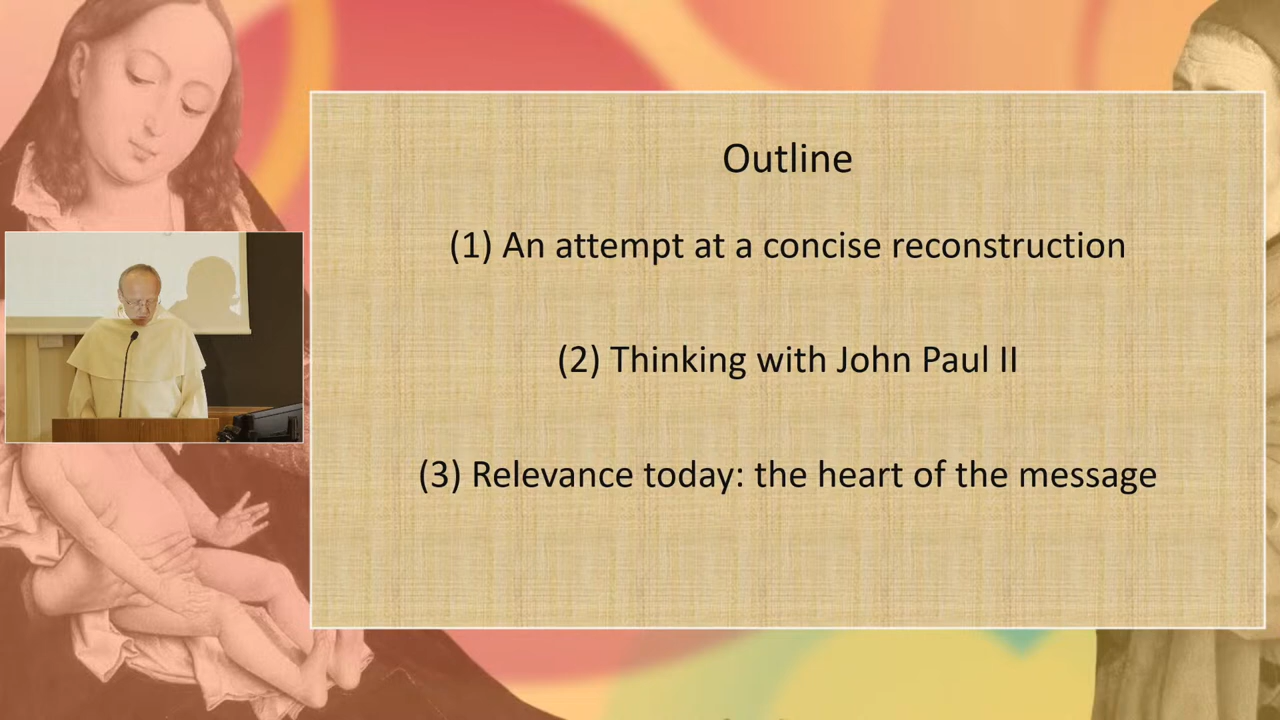 Outline
(1) An attempt at a concise reconstruction
(2) Thinking with John Paul II
(3) Relevance today: the heart of the message